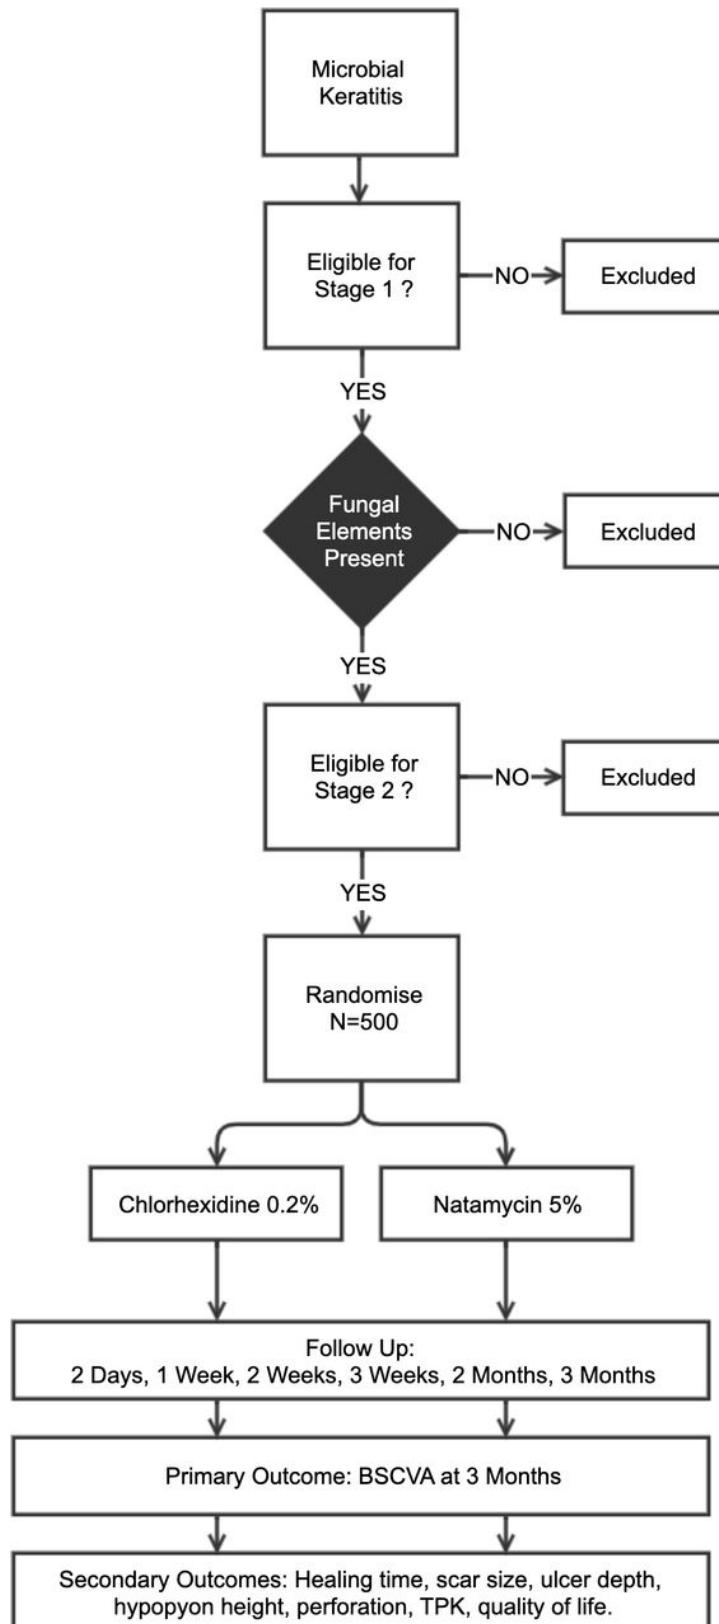 Microbial
Keratitis
Eligible for
Stage 1 ?
NO
Excluded
YES
Fungal
Elements
Present
NO
Excluded
YES
Eligible for
Stage 2 ?
NO
Excluded
YES
Randomise
N=500
Chlorhexidine 0.2%
Natamycin 5%
Follow Up:
2 Days, 1 Week, 2 Weeks, 3 Weeks, 2 Months, 3 Months
Primary Outcome: BSCVA at 3 Months
Secondary Outcomes: Healing time, scar size, ulcer depth,
hypopyon height, perforation, TPK, quality of life.